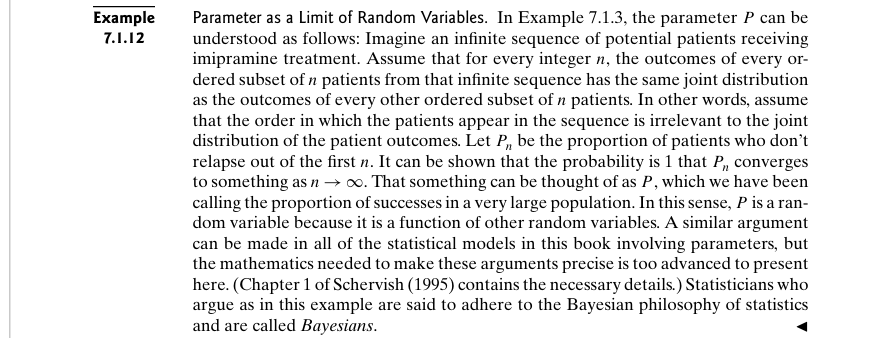 Example
7.1.12
Parameter as a Limit of Random Variables. In Example 7.1.3, the parameter P can be
understood as follows: Imagine an infinite sequence of potential patients receiving
imipramine treatment. Assume that for every integer n, the outcomes of every or-
dered subset of n patients from that infinite sequence has the same joint distribution
as the outcomes of every other ordered subset of n patients. In other words, assume
that the order in which the patients appear in the sequence is irrelevant to the joint
distribution of the patient outcomes. Let Pₙ be the proportion of patients who don’t
relapse out of the first n. It can be shown that the probability is 1 that Pₙ converges
to something as n → ∞. That something can be thought of as P, which we have been
calling the proportion of successes in a very large population. In this sense, P is a ran-
dom variable because it is a function of other random variables. A similar argument
can be made in all of the statistical models in this book involving parameters, but
the mathematics needed to make these arguments precise is too advanced to present
here. (Chapter 1 of Schervish (1995) contains the necessary details.) Statisticians who
argue as in this example are said to adhere to the Bayesian philosophy of statistics
and are called Bayesians. ◄